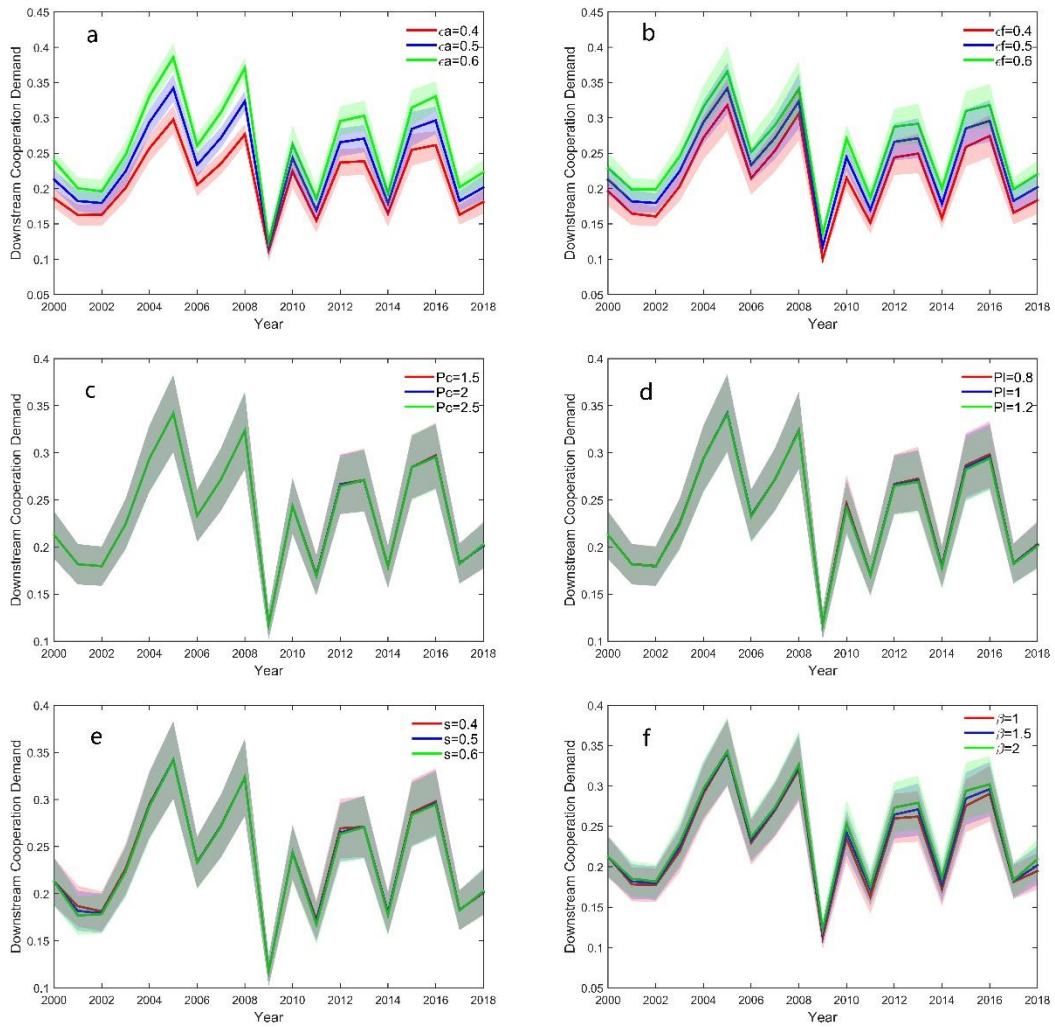 a
ϵa=0.4
ϵa=0.5
ϵa=0.6
0.45
0.4
0.35
0.3
0.25
0.2
0.15
0.1
0.05
Downstream Cooperation Demand
2000 2002 2004 2006 2008 2010 2012 2014 2016 2018
Year
b
ϵf=0.4
ϵf=0.5
ϵf=0.6
0.45
0.4
0.35
0.3
0.25
0.2
0.15
0.1
0.05
Downstream Cooperation Demand
2000 2002 2004 2006 2008 2010 2012 2014 2016 2018
Year
c
Pc=1.5
Pc=2
Pc=2.5
0.4
0.35
0.3
0.25
0.2
0.15
0.1
Downstream Cooperation Demand
2000 2002 2004 2006 2008 2010 2012 2014 2016 2018
Year
d
Pl=0.8
Pl=1
Pl=1.2
0.4
0.35
0.3
0.25
0.2
0.15
0.1
Downstream Cooperation Demand
2000 2002 2004 2006 2008 2010 2012 2014 2016 2018
Year
e
s=0.4
s=0.5
s=0.6
0.4
0.35
0.3
0.25
0.2
0.15
0.1
Downstream Cooperation Demand
2000 2002 2004 2006 2008 2010 2012 2014 2016 2018
Year
f
β=1
β=1.5
β=2
0.4
0.35
0.3
0.25
0.2
0.15
0.1
0.05
Downstream Cooperation Demand
2000 2002 2004 2006 2008 2010 2012 2014 2016 2018
Year